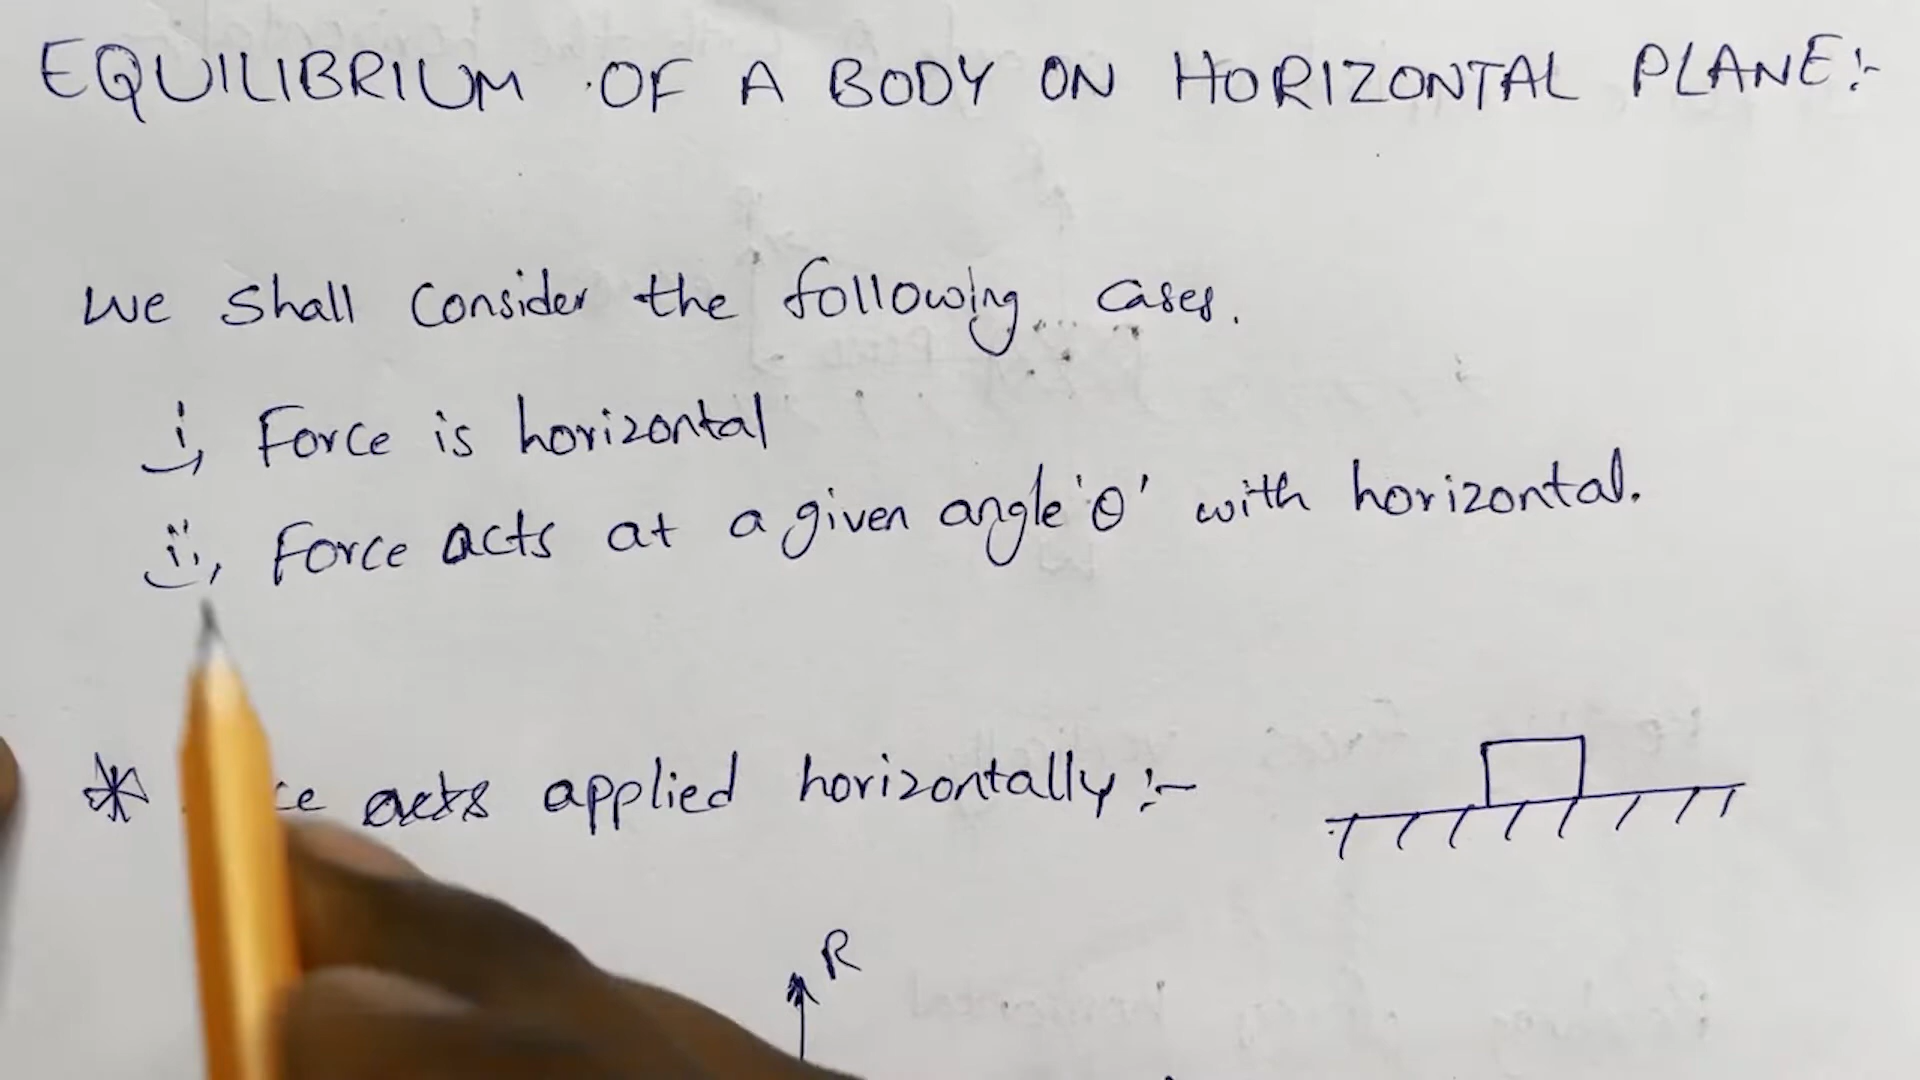 EQUILIBRIUM OF A BODY ON HORIZONTAL PLANE:-
We shall consider the following cases.
i) Force is horizontal
ii) Force acts at a given angle 'θ' with horizontal.
* applied horizontally :-
R